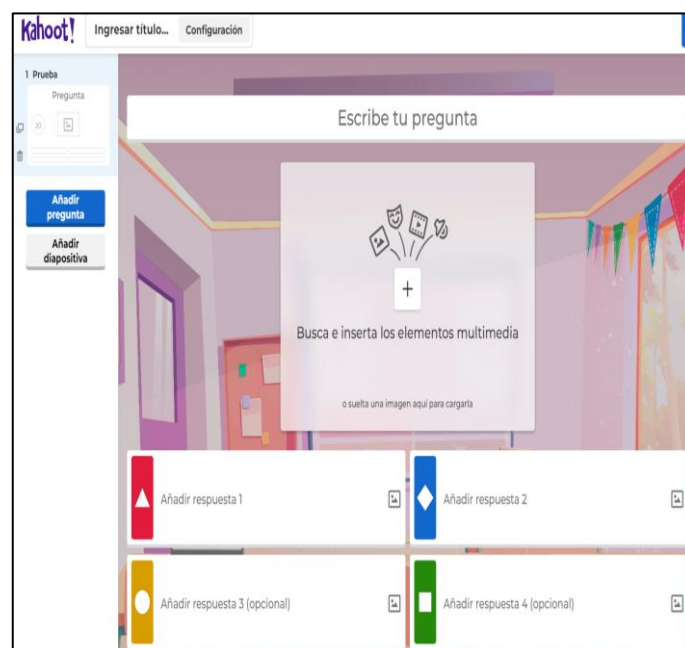 Kahoot!
Ingresar título...
Configuración
1 Prueba
Pregunta
20
Añadir
pregunta
Añadir
diapositiva
Escribe tu pregunta
Busca e inserta los elementos multimedia
o suelta una imagen aquí para cargarla
Añadir respuesta 1
Añadir respuesta 2
Añadir respuesta 3 (opcional)
Añadir respuesta 4 (opcional)